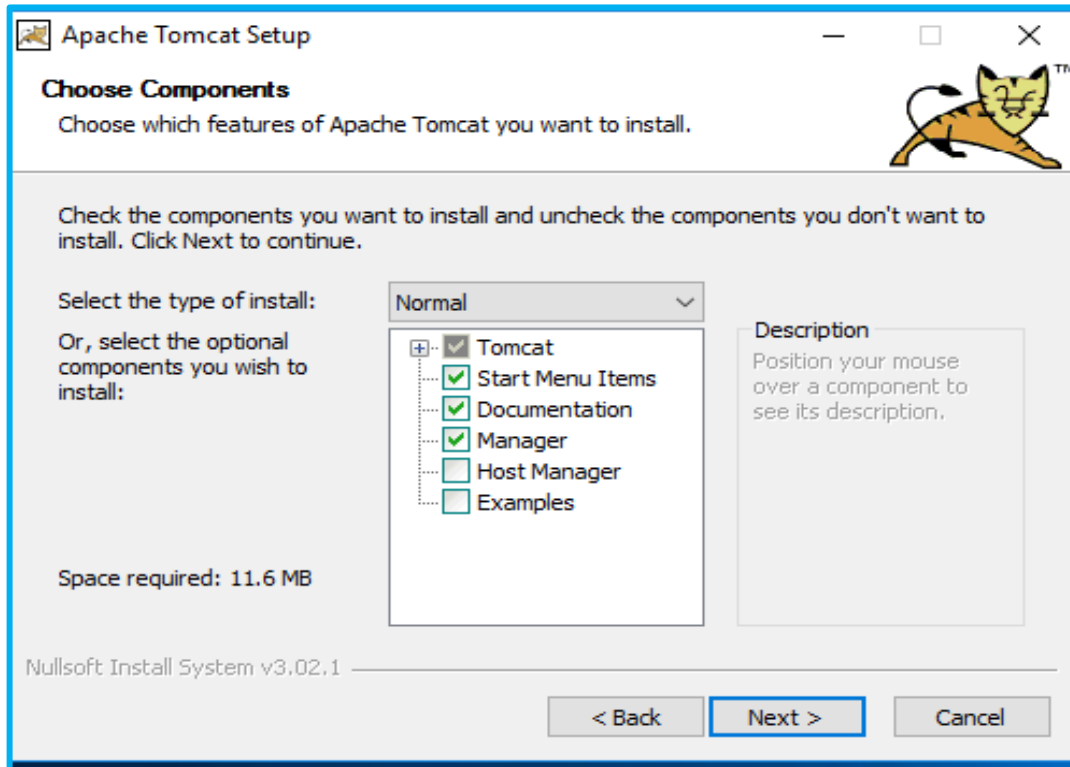 Apache Tomcat Setup
Choose Components
Choose which features of Apache Tomcat you want to install.
TM
Check the components you want to install and uncheck the components you don't want to
install. Click Next to continue.
Select the type of install:
Normal
Or, select the optional
components you wish to
install:
Tomcat
Start Menu Items
Documentation
Manager
Host Manager
Examples
Description
Position your mouse
over a component to
see its description.
Space required: 11.6 MB
Nullsoft Install System v3.02.1
< Back
Next >
Cancel